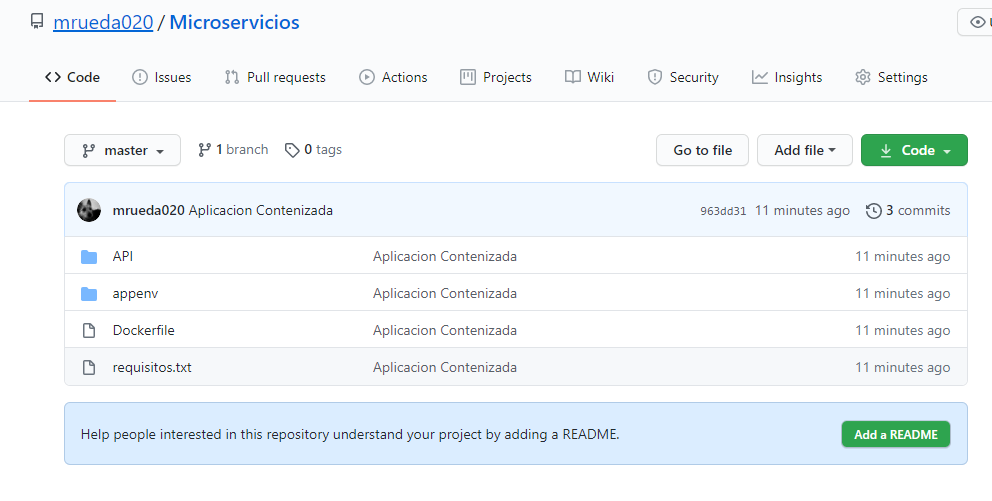 mrueda020 / Microservicios
Code Issues Pull requests Actions Projects Wiki Security Insights Settings
master 1 branch 0 tags Go to file Add file Code
mrueda020 Aplicacion Contenizada 963dd31 11 minutes ago 3 commits
API Aplicacion Contenizada 11 minutes ago
appenv Aplicacion Contenizada 11 minutes ago
Dockerfile Aplicacion Contenizada 11 minutes ago
requisitos.txt Aplicacion Contenizada 11 minutes ago
Help people interested in this repository understand your project by adding a README. Add a README